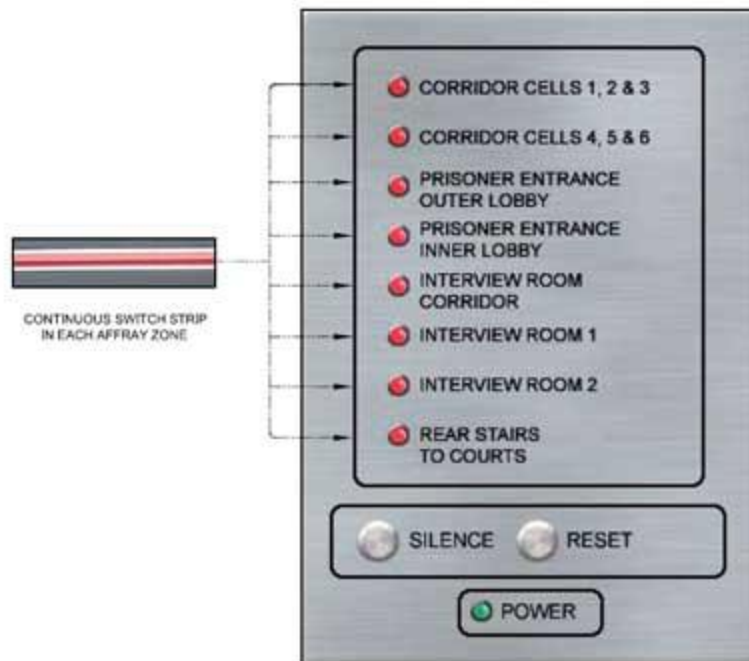 CORRIDOR CELLS 1, 2 & 3
CORRIDOR CELLS 4, 5 & 6
PRISONER ENTRANCE
OUTER LOBBY
PRISONER ENTRANCE
INNER LOBBY
INTERVIEW ROOM
CORRIDOR
INTERVIEW ROOM 1
INTERVIEW ROOM 2
REAR STAIRS
TO COURTS
CONTINUOUS SWITCH STRIP
IN EACH AFFRAY ZONE
SILENCE
RESET
POWER